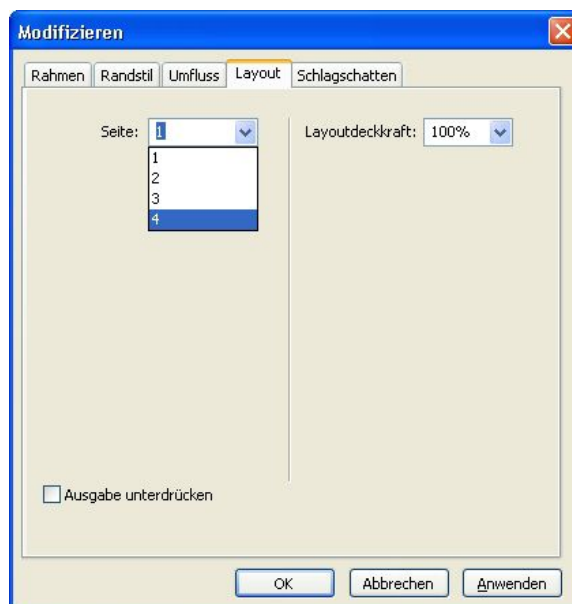 Modifizieren
Rahmen Randstil Umfluss Layout Schlagschatten
Seite: 1 Layoutdeckkraft: 100%
1
2
3
4
Ausgabe unterdrücken
OK Abbrechen Anwenden